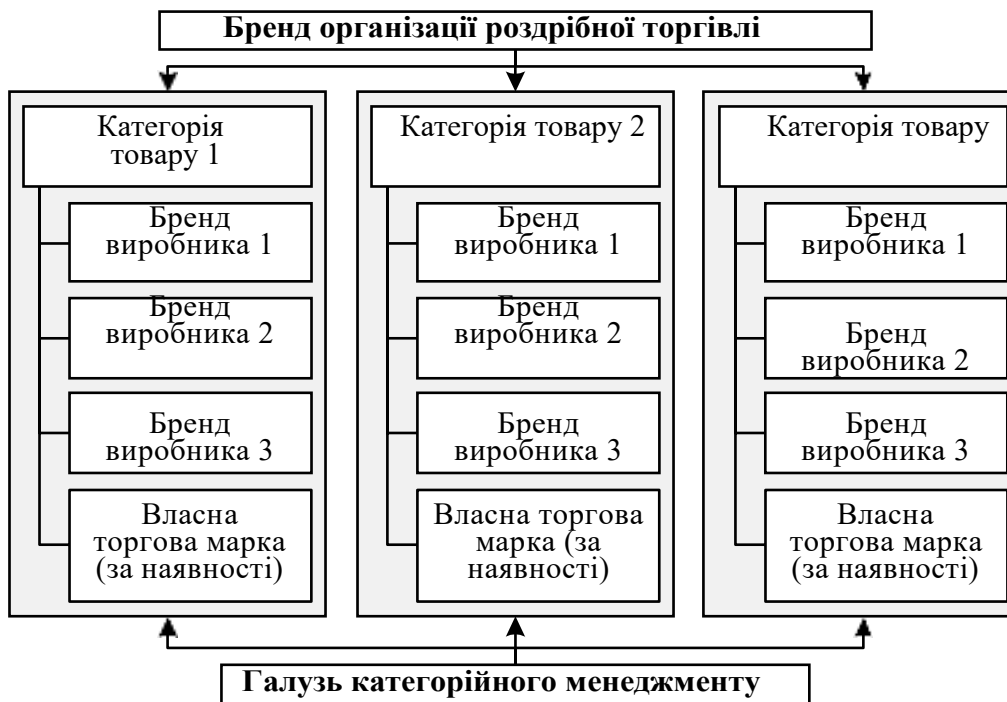 Бренд організації роздрібної торгівлі
Категорія
товару 1
Бренд
виробника 1
Бренд
виробника 2
Бренд
виробника 3
Власна
торгова марка
(за наявності)
Категорія товару 2
Бренд
виробника 1
Бренд
виробника 2
Бренд
виробника 3
Власна торгова
марка (за
наявності)
Категорія товару
Бренд
виробника 1
Бренд
виробника 2
Бренд
виробника 3
Власна
торгова марка
(за наявності)
Галузь категорійного менеджменту